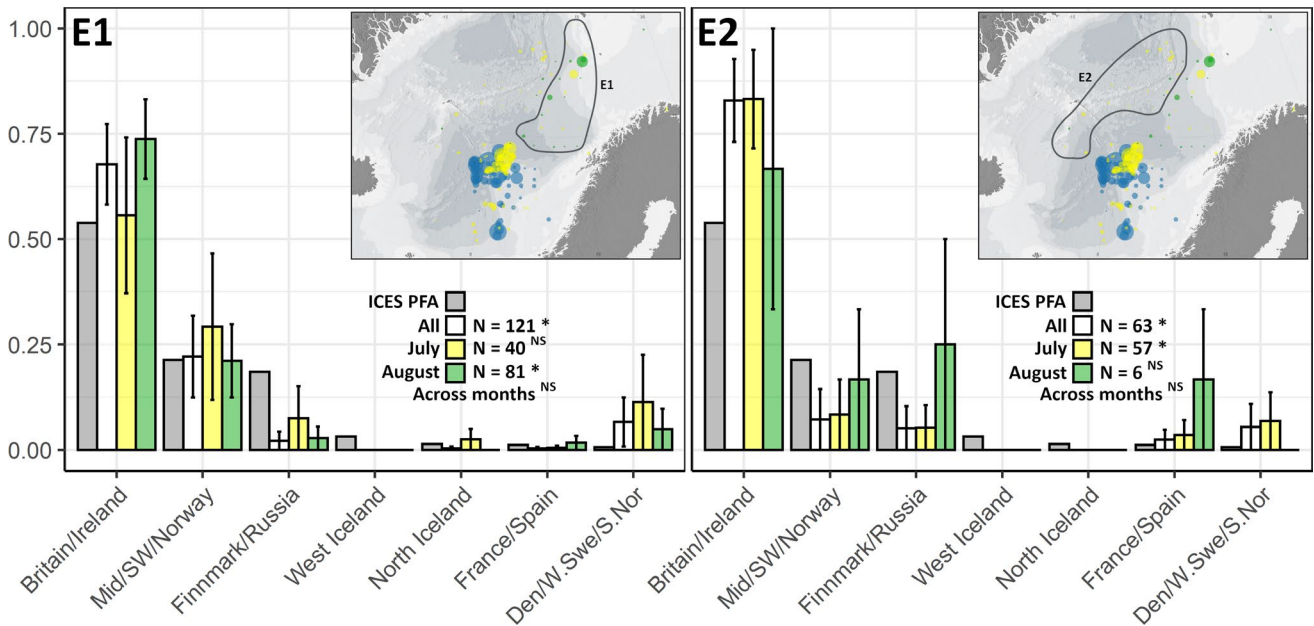 E1
E2
1.00
0.75
0.50
0.25
0.00
E1
E2
ICES PFA
All N = 121 *
July N = 40 NS
August N = 81 *
Across months NS
ICES PFA
All N = 63 *
July N = 57 *
August N = 6 NS
Across months NS
Britain/Ireland
Mid/SW/Norway
Finnmark/Russia
West Iceland
North Iceland
France/Spain
Den/W.Swe/S.Nor
Britain/Ireland
Mid/SW/Norway
Finnmark/Russia
West Iceland
North Iceland
France/Spain
Den/W.Swe/S.Nor